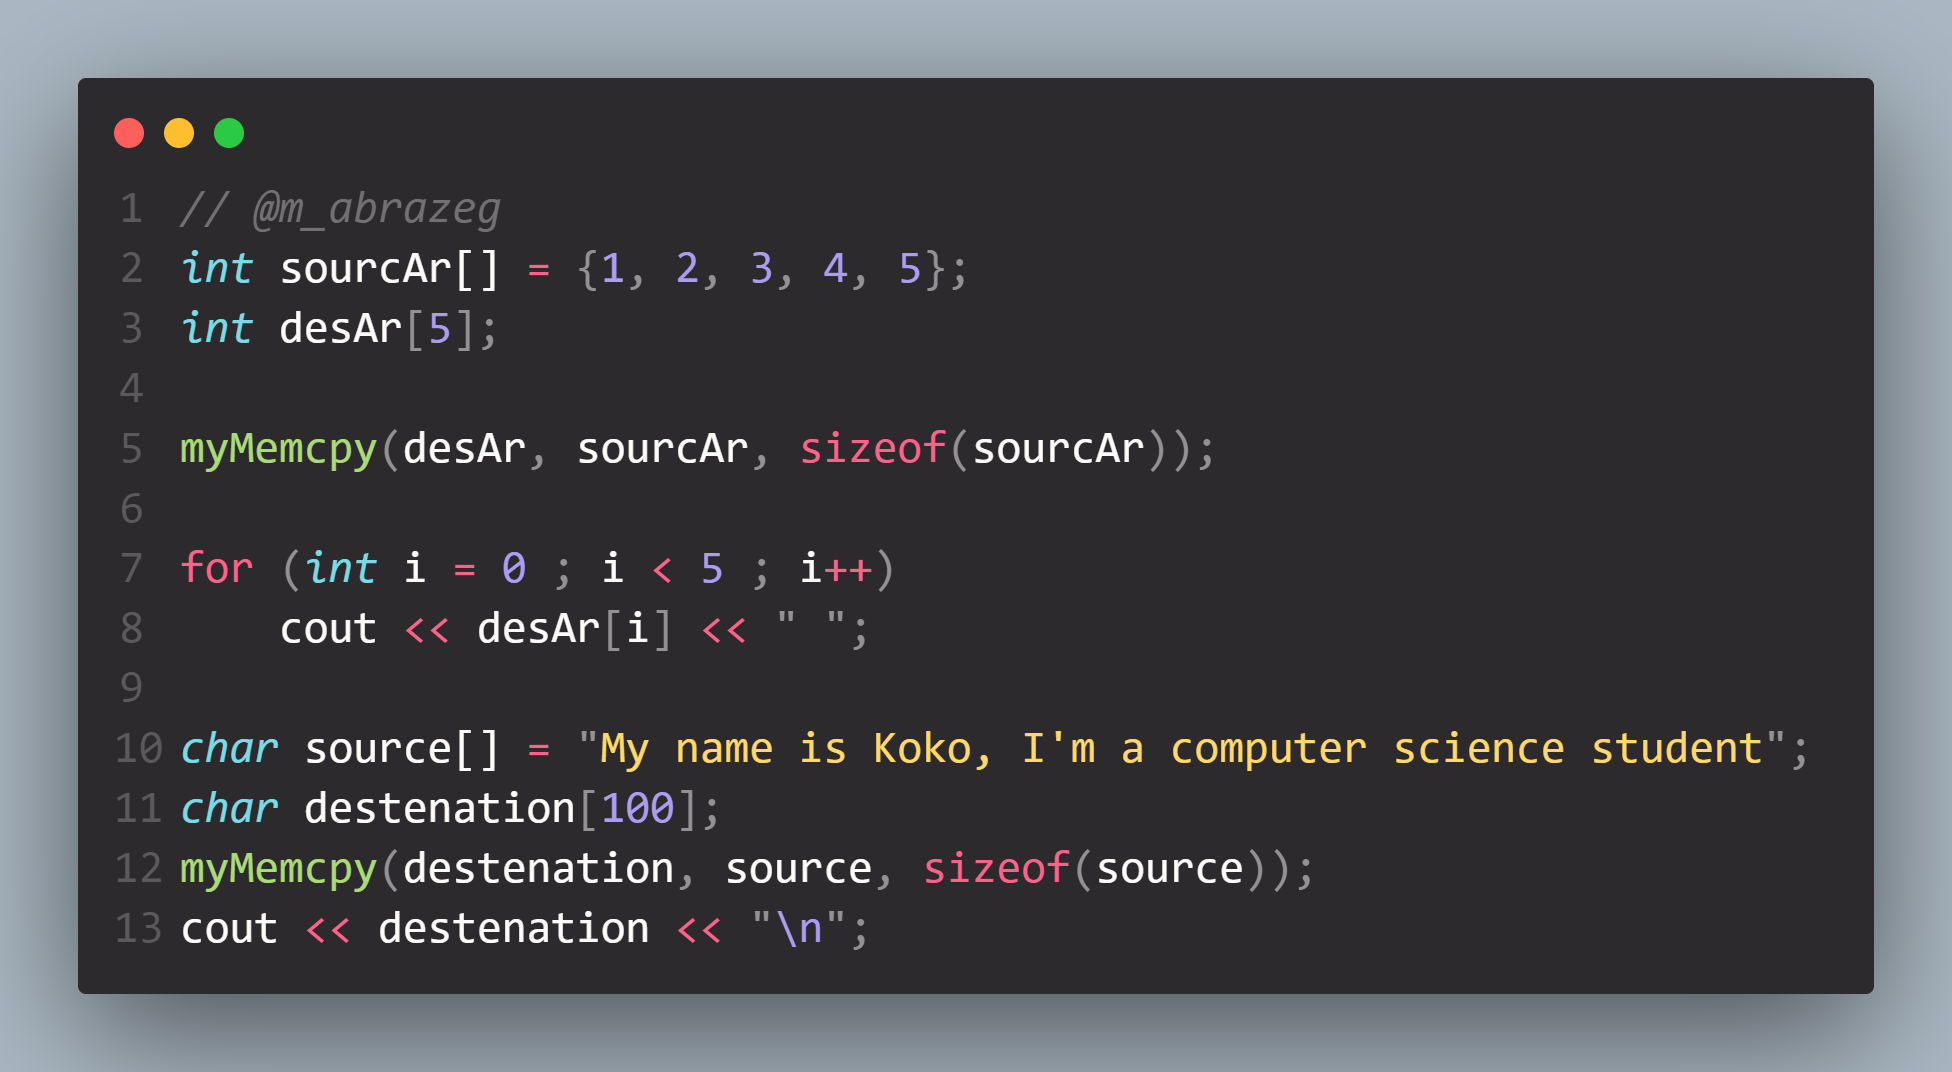 1 // @m_abrazeg
2 int sourcAr[] = {1, 2, 3, 4, 5};
3 int desAr[5];
4
5 myMemcpy(desAr, sourcAr, sizeof(sourcAr));
6
7 for (int i = 0 ; i < 5 ; i++)
8     cout << desAr[i] << " ";
9
10 char source[] = "My name is Koko, I'm a computer science student";
11 char destenation[100];
12 myMemcpy(destenation, source, sizeof(source));
13 cout << destenation << "\n";